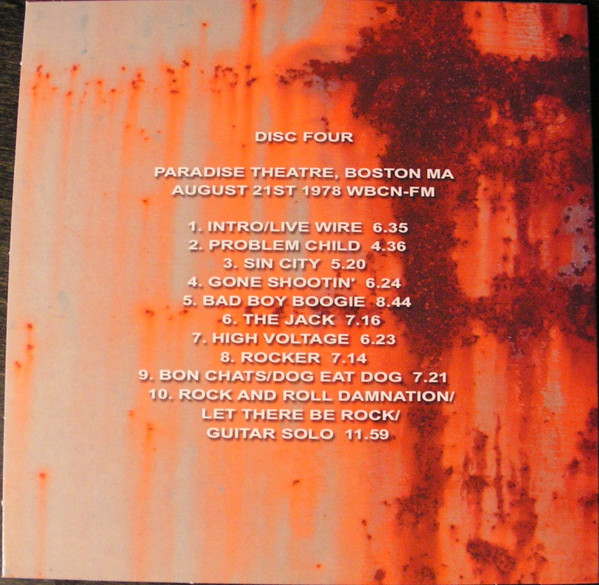 DISC FOUR
PARADISE THEATRE, BOSTON MA
AUGUST 21ST 1978 WBCN-FM
1. INTRO/LIVE WIRE 6.35
2. PROBLEM CHILD 4.36
3. SIN CITY 5.20
4. GONE SHOOTIN' 6.24
5. BAD BOY BOOGIE 8.44
6. THE JACK 7.16
7. HIGH VOLTAGE 6.23
8. ROCKER 7.14
9. BON CHATS/DOG EAT DOG 7.21
10. ROCK AND ROLL DAMNATION/
LET THERE BE ROCK/
GUITAR SOLO 11.59